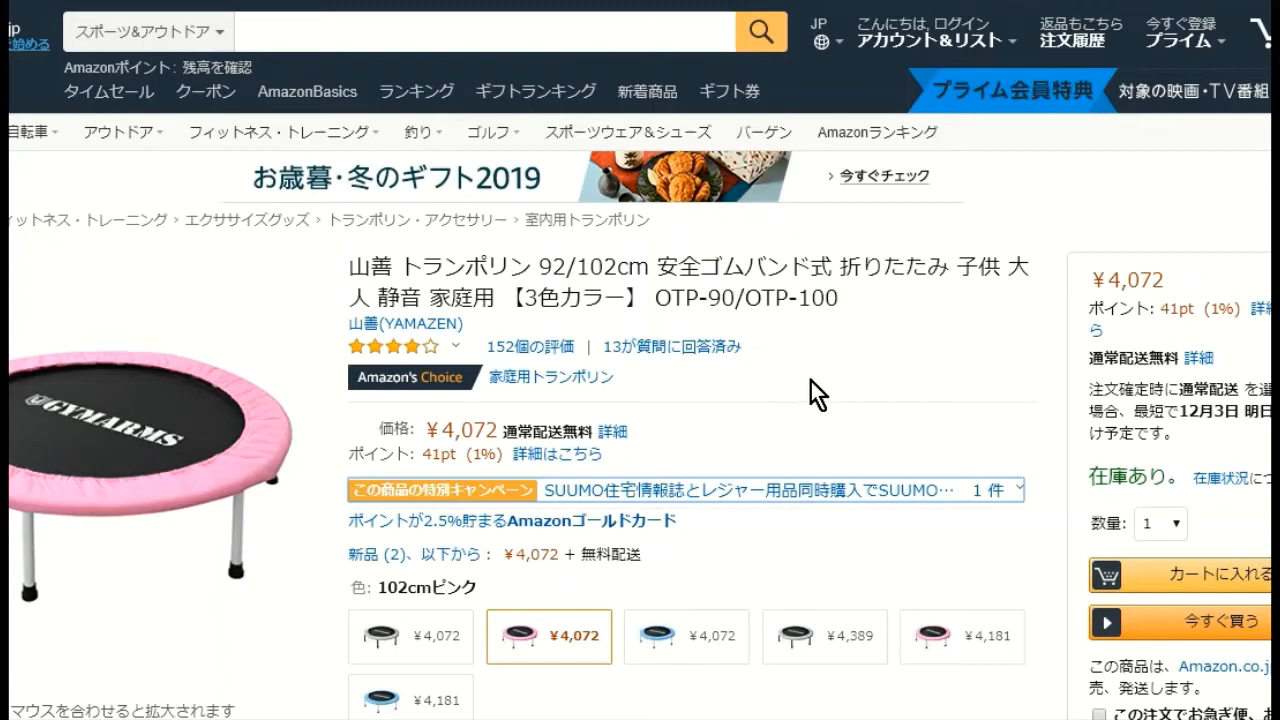 jp
始める
スポーツ&アウトドア
JP
こんにちは, ログイン
アカウント&リスト
返品もこちら
注文履歴
今すぐ登録
プライム
Amazonポイント: 残高を確認
タイムセール クーポン AmazonBasics ランキング ギフトランキング 新着商品 ギフト券
プライム会員特典 対象の映画・TV番組
自転車 アウトドア フィットネス・トレーニング 釣り ゴルフ スポーツウェア&シューズ バーゲン Amazonランキング
お歳暮・冬のギフト2019 › 今すぐチェック
ィットネス・トレーニング › エクササイズグッズ › トランポリン・アクセサリー › 室内用トランポリン
山善 トランポリン 92/102cm 安全ゴムバンド式 折りたたみ 子供 大
人 静音 家庭用 【3色カラー】 OTP-90/OTP-100
山善(YAMAZEN)
152個の評価 | 13が質問に回答済み
Amazon's Choice 家庭用トランポリン
GYMARMS
価格: ¥4,072 通常配送無料 詳細
ポイント: 41pt (1%) 詳細はこちら
この商品の特別キャンペーン SUUMO住宅情報誌とレジャー用品同時購入でSUUMO… 1 件
ポイントが2.5%貯まるAmazonゴールドカード
新品 (2)、以下から: ¥4,072 + 無料配送
色: 102cmピンク
¥4,072 ¥4,072 ¥4,072 ¥4,389 ¥4,181
¥4,181
マウスを合わせると拡大されます
¥4,072
ポイント: 41pt (1%) 詳細
ら
通常配送無料 詳細
注文確定時に通常配送 を選
場合、最短で12月3日 明日
け予定です。
在庫あり。 在庫状況につ
数量: 1
カートに入れる
今すぐ買う
この商品は、Amazon.co.j
売、発送します。
この注文でお急ぎ便、お